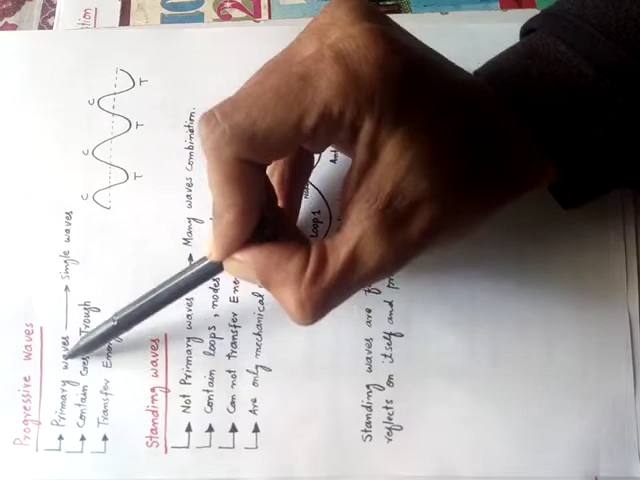 Progressive Waves
Primary waves → Single waves
Contain Trough
Transfer
C C C
T T T
Standing waves
Not Primary waves → Many waves combination.
Contain loops, nodes
Can not transfer
Are only mechanical
Loop 1
Standing waves are
reflects on itself and